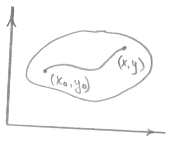 (x, y)
(x₀, y₀)